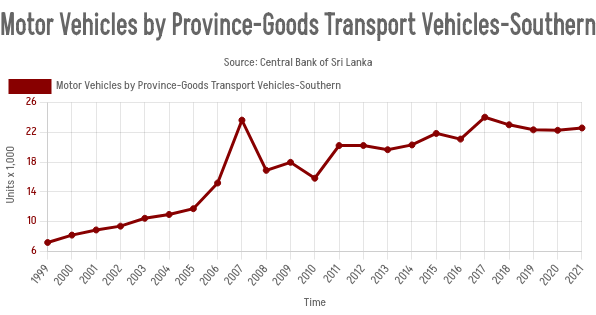 Motor Vehicles by Province-Goods Transport Vehicles-Southern
Source: Central Bank of Sri Lanka
Motor Vehicles by Province-Goods Transport Vehicles-Southern
Units x 1,000
26
22
18
14
10
6
1999 2000 2001 2002 2003 2004 2005 2006 2007 2008 2009 2010 2011 2012 2013 2014 2015 2016 2017 2018 2019 2020 2021
Time